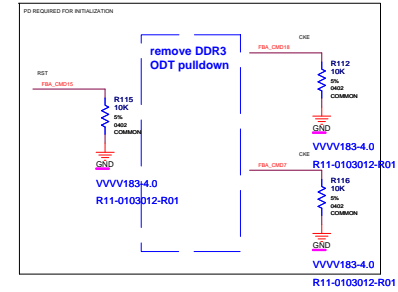 PD REQUIRED FOR INITIALIZATION
remove DDR3
ODT pulldown
RST
FBA_CMD15
R115
10K
5%
0402
COMMON
GND
VVVV183-4.0
R11-0103012-R01
CKE
FBA_CMD18
R112
10K
5%
0402
COMMON
GND
VVVV183-4.0
R11-0103012-R01
CKE
FBA_CMD7
R116
10K
5%
0402
COMMON
GND
VVVV183-4.0
R11-0103012-R01